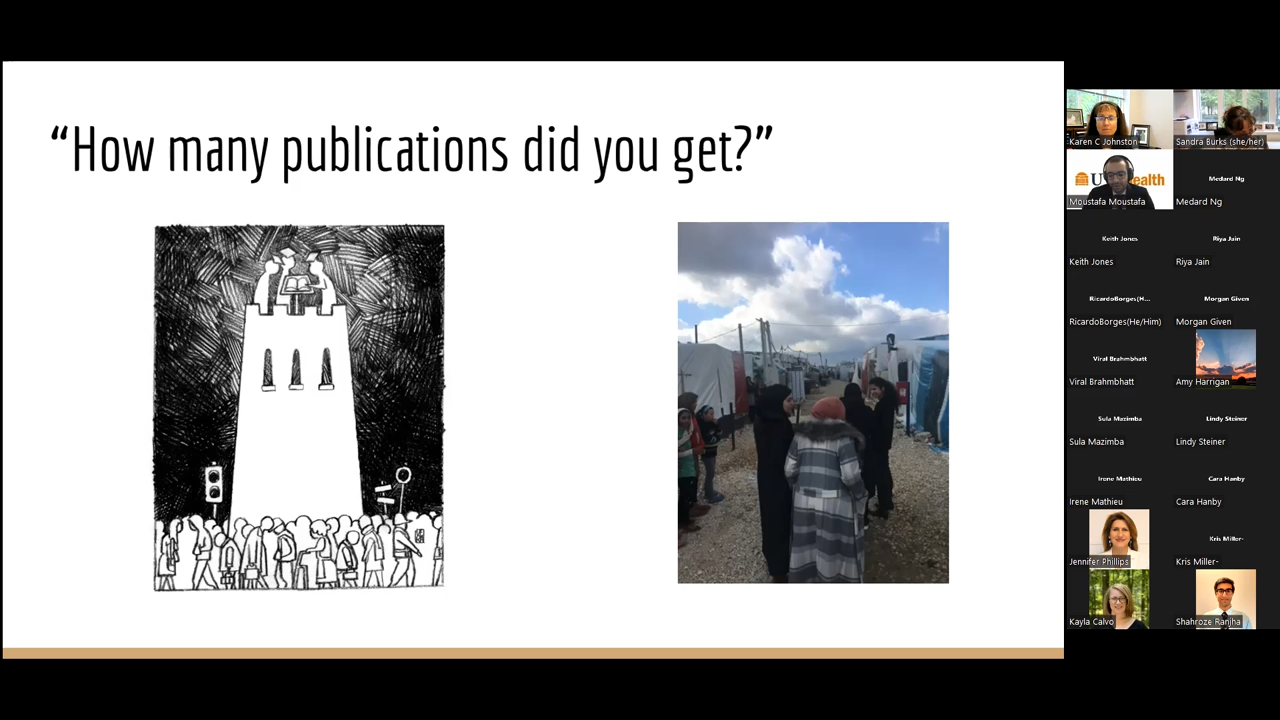 “How many publications did you get?”
Karen C Johnston
Sandra Burks (she/her)
Moustafa Moustafa
Medard Ng
Medard Ng
Keith Jones
Keith Jones
Riya Jain
Riya Jain
RicardoBorges(H...
RicardoBorges(He/Him)
Morgan Given
Morgan Given
Viral Brahmbhatt
Viral Brahmbhatt
Amy Harrigan
Sula Mazimba
Sula Mazimba
Lindy Steiner
Lindy Steiner
Irene Mathieu
Irene Mathieu
Cara Hanby
Cara Hanby
Jennifer Phillips
Kris Miller-
Kris Miller-
Kayla Calvo
Shahroze Ranjha